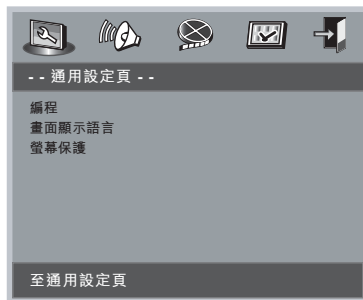 - - 通用設定頁 - -
編程
畫面顯示語言
螢幕保護
至通用設定頁